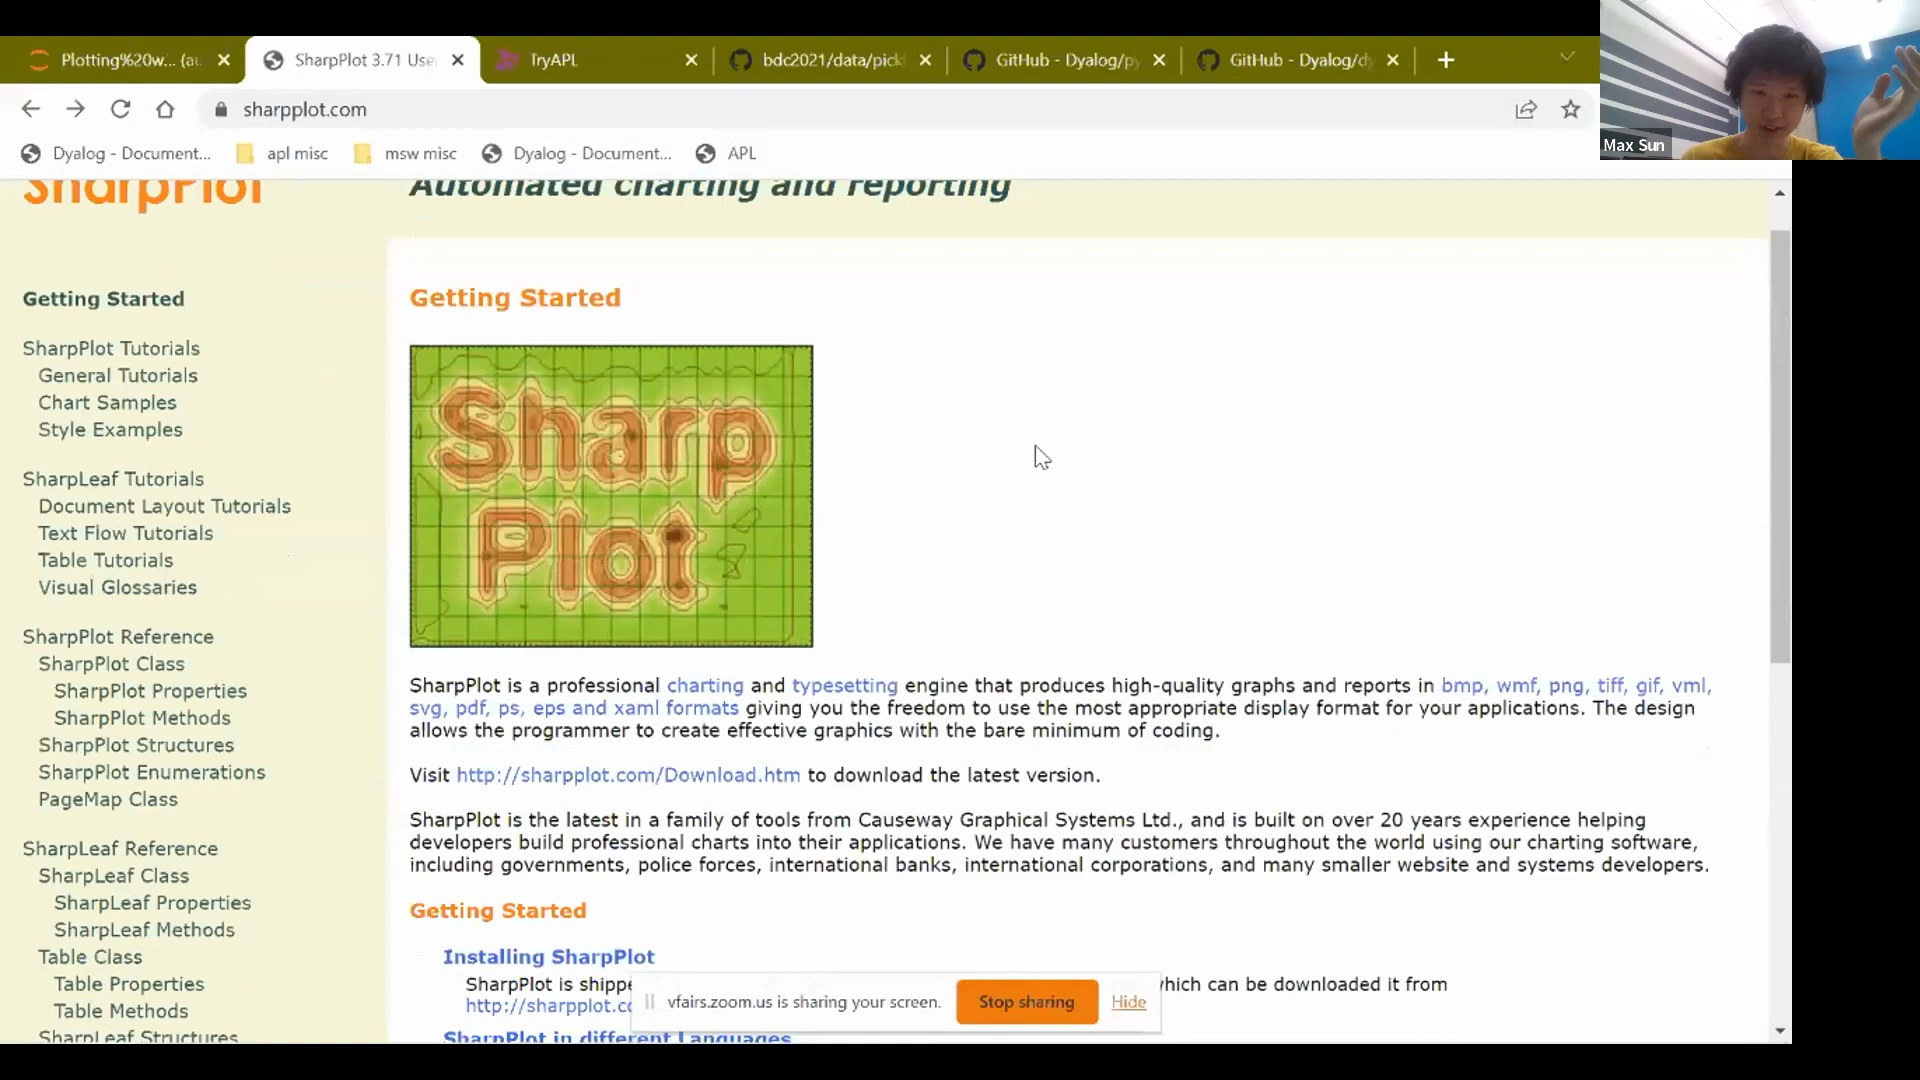 Plotting%20w... (au
SharpPlot 3.71 Use
TryAPL
bdc2021/data/pick
GitHub - Dyalog/py
GitHub - Dyalog/d
sharpplot.com
Max Sun
Dyalog - Document...
apl misc
msw misc
Dyalog - Document...
APL
SharpPlot
Automated charting and reporting
Getting Started
SharpPlot Tutorials
General Tutorials
Chart Samples
Style Examples
SharpLeaf Tutorials
Document Layout Tutorials
Text Flow Tutorials
Table Tutorials
Visual Glossaries
SharpPlot Reference
SharpPlot Class
SharpPlot Properties
SharpPlot Methods
SharpPlot Structures
SharpPlot Enumerations
PageMap Class
SharpLeaf Reference
SharpLeaf Class
SharpLeaf Properties
SharpLeaf Methods
Table Class
Table Properties
Table Methods
SharpLeaf Structures
Getting Started
Sharp
Plot
SharpPlot is a professional charting and typesetting engine that produces high-quality graphs and reports in bmp, wmf, png, tiff, gif, vml,
svg, pdf, ps, eps and xaml formats giving you the freedom to use the most appropriate display format for your applications. The design
allows the programmer to create effective graphics with the bare minimum of coding.
Visit http://sharpplot.com/Download.htm to download the latest version.
SharpPlot is the latest in a family of tools from Causeway Graphical Systems Ltd., and is built on over 20 years experience helping
developers build professional charts into their applications. We have many customers throughout the world using our charting software,
including governments, police forces, international banks, international corporations, and many smaller website and systems developers.
Getting Started
Installing SharpPlot
SharpPlot is shippe
which can be downloaded it from
http://sharpplot.co
SharpPlot in different Languages
vfairs.zoom.us is sharing your screen.
Stop sharing
Hide